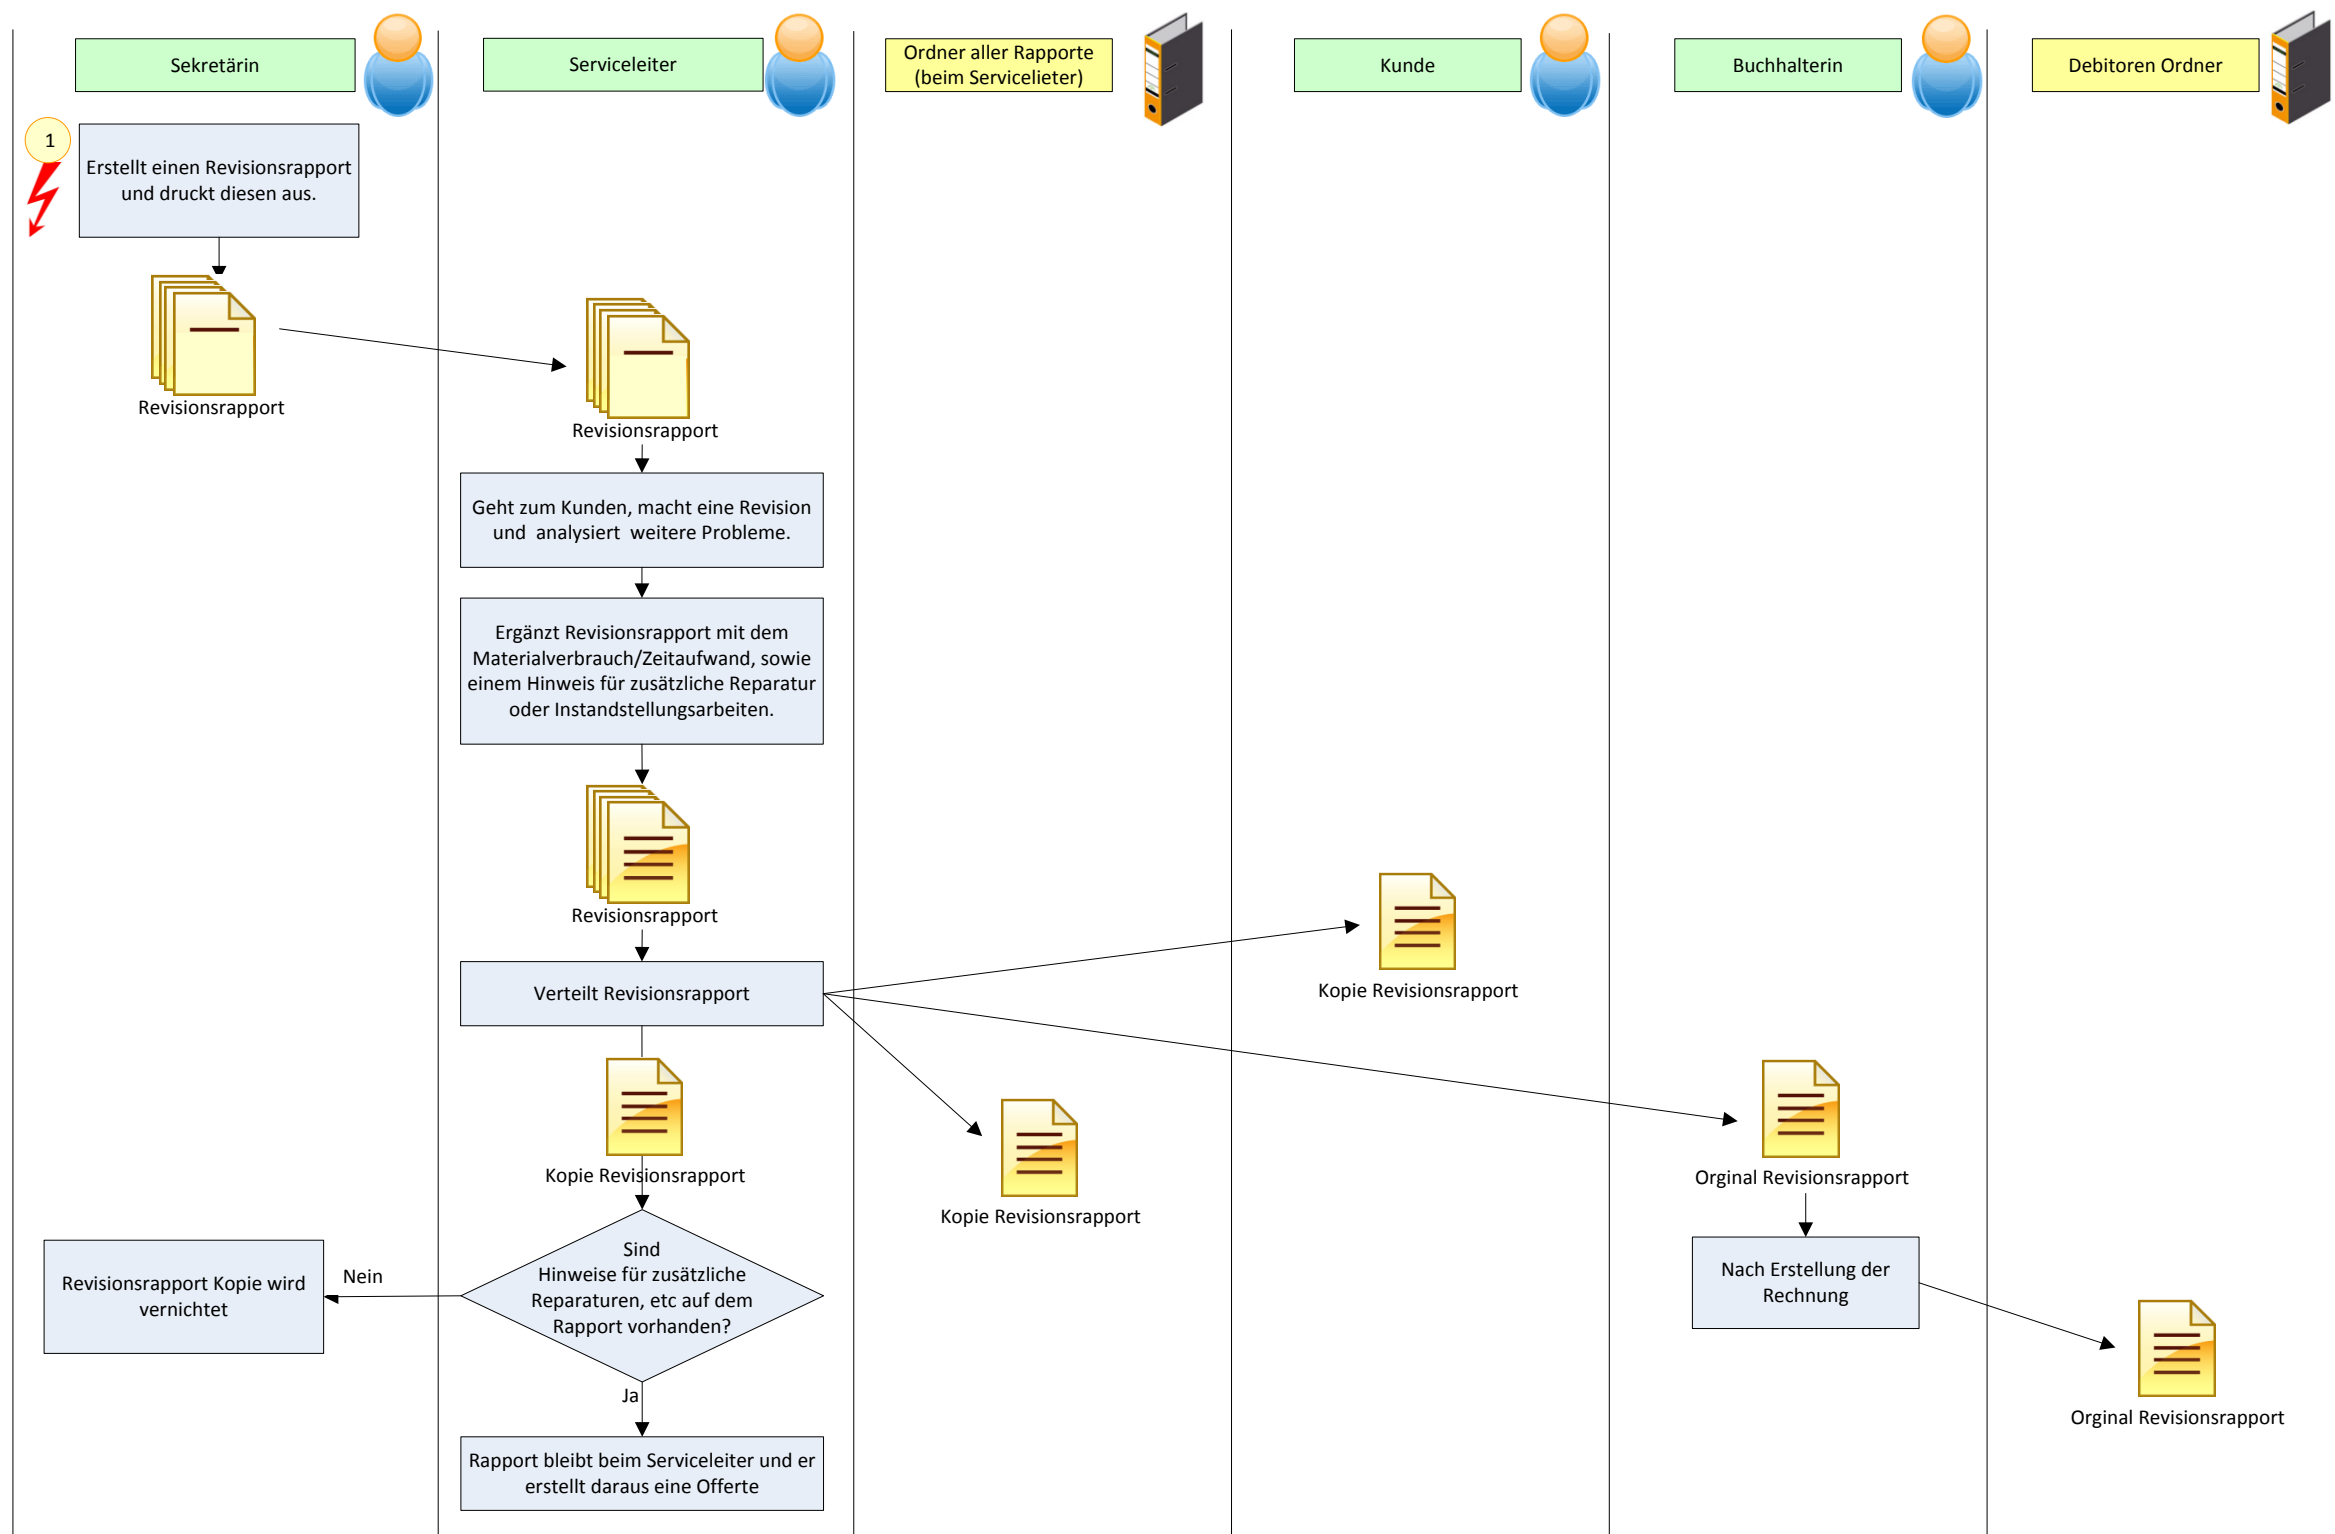 Sekretärin
Serviceleiter
Ordner aller Rapporte
(beim Servicelieter)
Kunde
Buchhalterin
Debitoren Ordner
1
Erstellt einen Revisionsrapport
und druckt diesen aus.
Revisionsrapport
Revisionsrapport
Geht zum Kunden, macht eine Revision
und analysiert weitere Probleme.
Ergänzt Revisionsrapport mit dem
Materialverbrauch/Zeitaufwand, sowie
einem Hinweis für zusätzliche Reparatur
oder Instandstellungsarbeiten.
Revisionsrapport
Verteilt Revisionsrapport
Kopie Revisionsrapport
Kopie Revisionsrapport
Kopie Revisionsrapport
Orginal Revisionsrapport
Sind
Hinweise für zusätzliche
Reparaturen, etc auf dem
Rapport vorhanden?
Nein
Revisionsrapport Kopie wird
vernichtet
Nach Erstellung der
Rechnung
Orginal Revisionsrapport
Ja
Rapport bleibt beim Serviceleiter und er
erstellt daraus eine Offerte